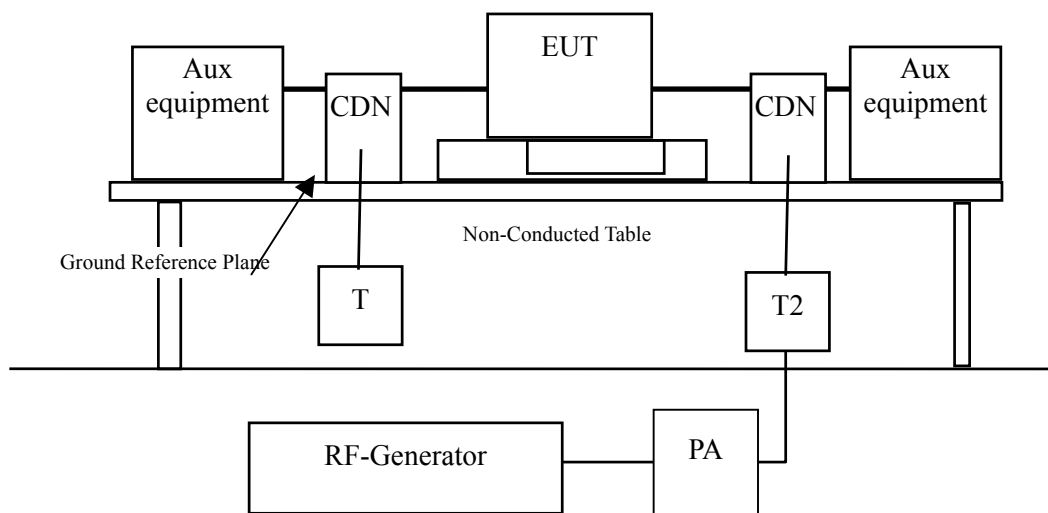 EUT
Aux
equipment
CDN
CDN
Aux
equipment
Non-Conducted Table
Ground Reference Plane
T
T2
RF-Generator
PA